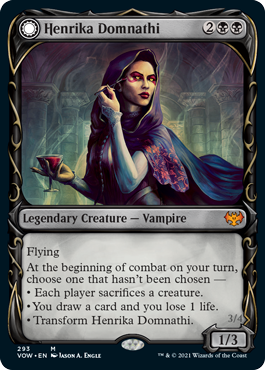 Henrika Domnathi 2
Legendary Creature — Vampire
Flying
At the beginning of combat on your turn,
choose one that hasn't been chosen —
• Each player sacrifices a creature.
• You draw a card and you lose 1 life.
• Transform Henrika Domnathi.
3/4
1/3
293 M
VOW • EN JASON A. ENGLE
™ & © 2021 Wizards of the Coast